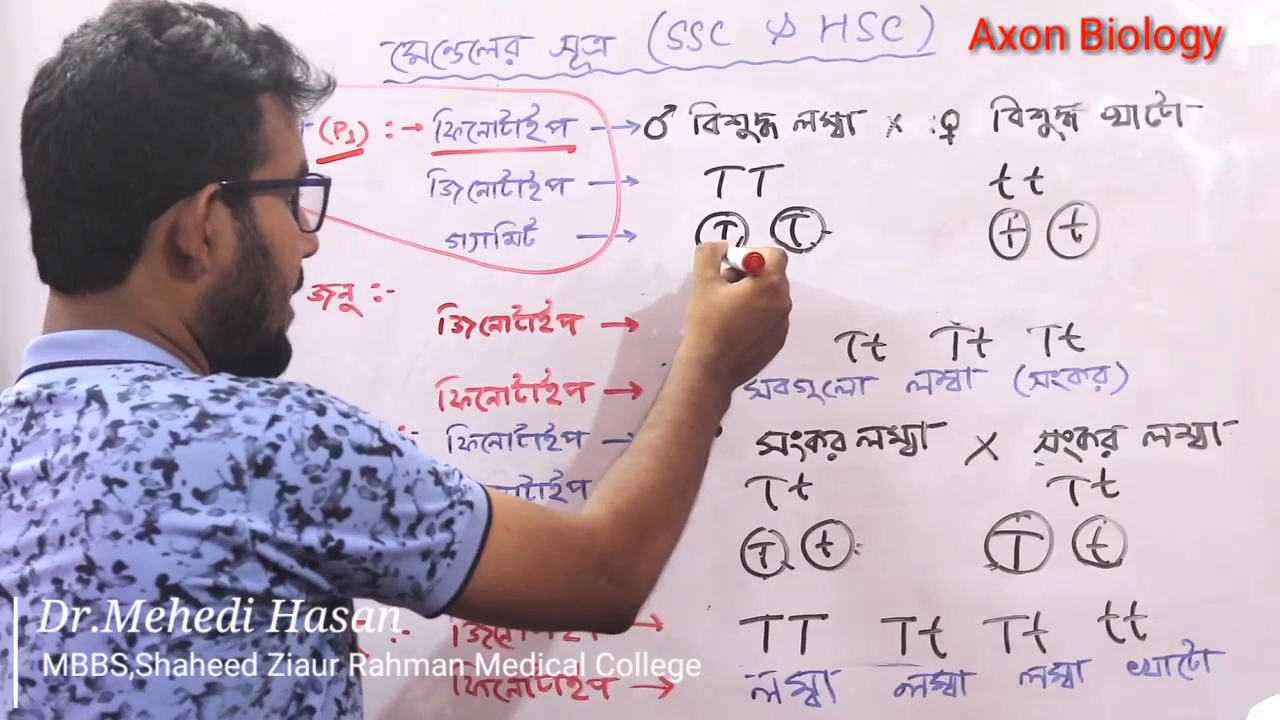 মেন্ডেলের সূত্র (SSC & HSC)
Axon Biology
(P1) :→ ফিনোটাইপ → ♂ বিশুদ্ধ লম্বা × :♀ বিশুদ্ধ খাটো
জিনোটাইপ → TT tt
গ্যামিট → T T t t
জনু :-
জিনোটাইপ → Tt Tt Tt
ফিনোটাইপ → সবগুলো লম্বা (সংকর)
ফিনোটাইপ → সংকর লম্বা × সংকর লম্বা
Tt Tt
T t T t
Dr.Mehedi Hasan
জিনোটাইপ → TT Tt Tt tt
MBBS,Shaheed Ziaur Rahman Medical College
ফিনোটাইপ → লম্বা লম্বা লম্বা খাটো